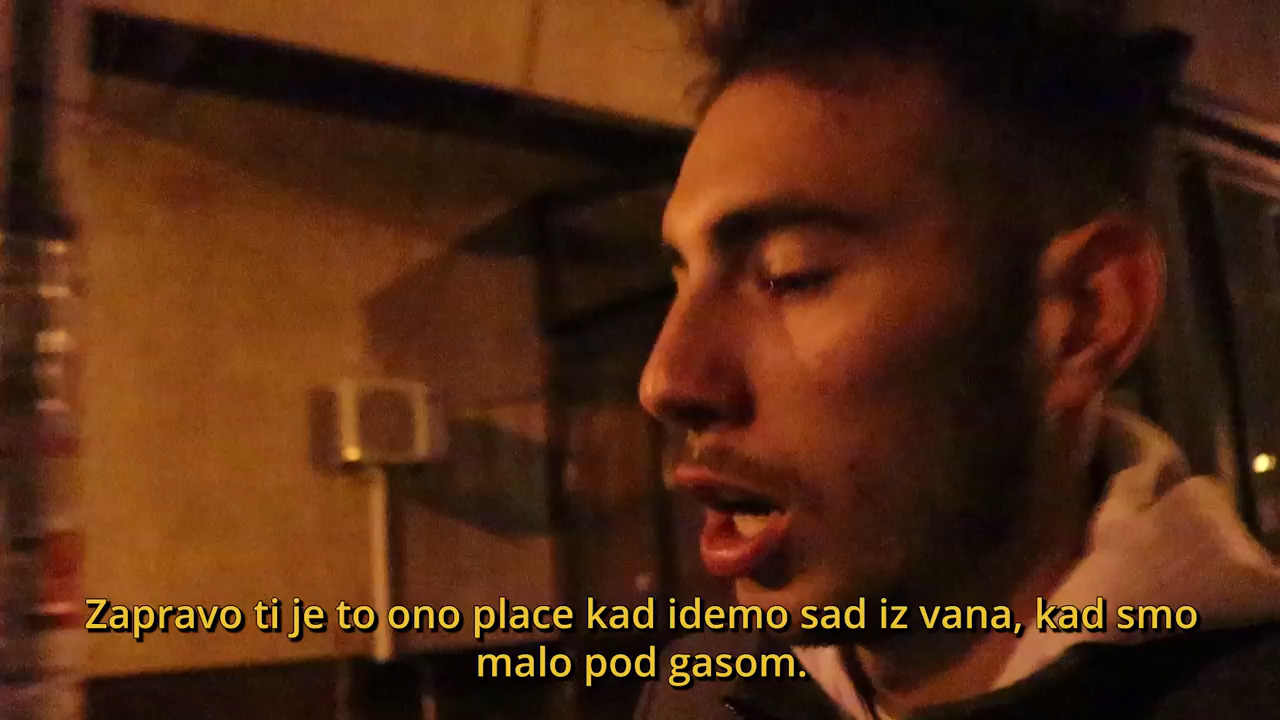 Zapravo ti je to ono place kad idemo sad iz vana, kad smo
malo pod gasom.